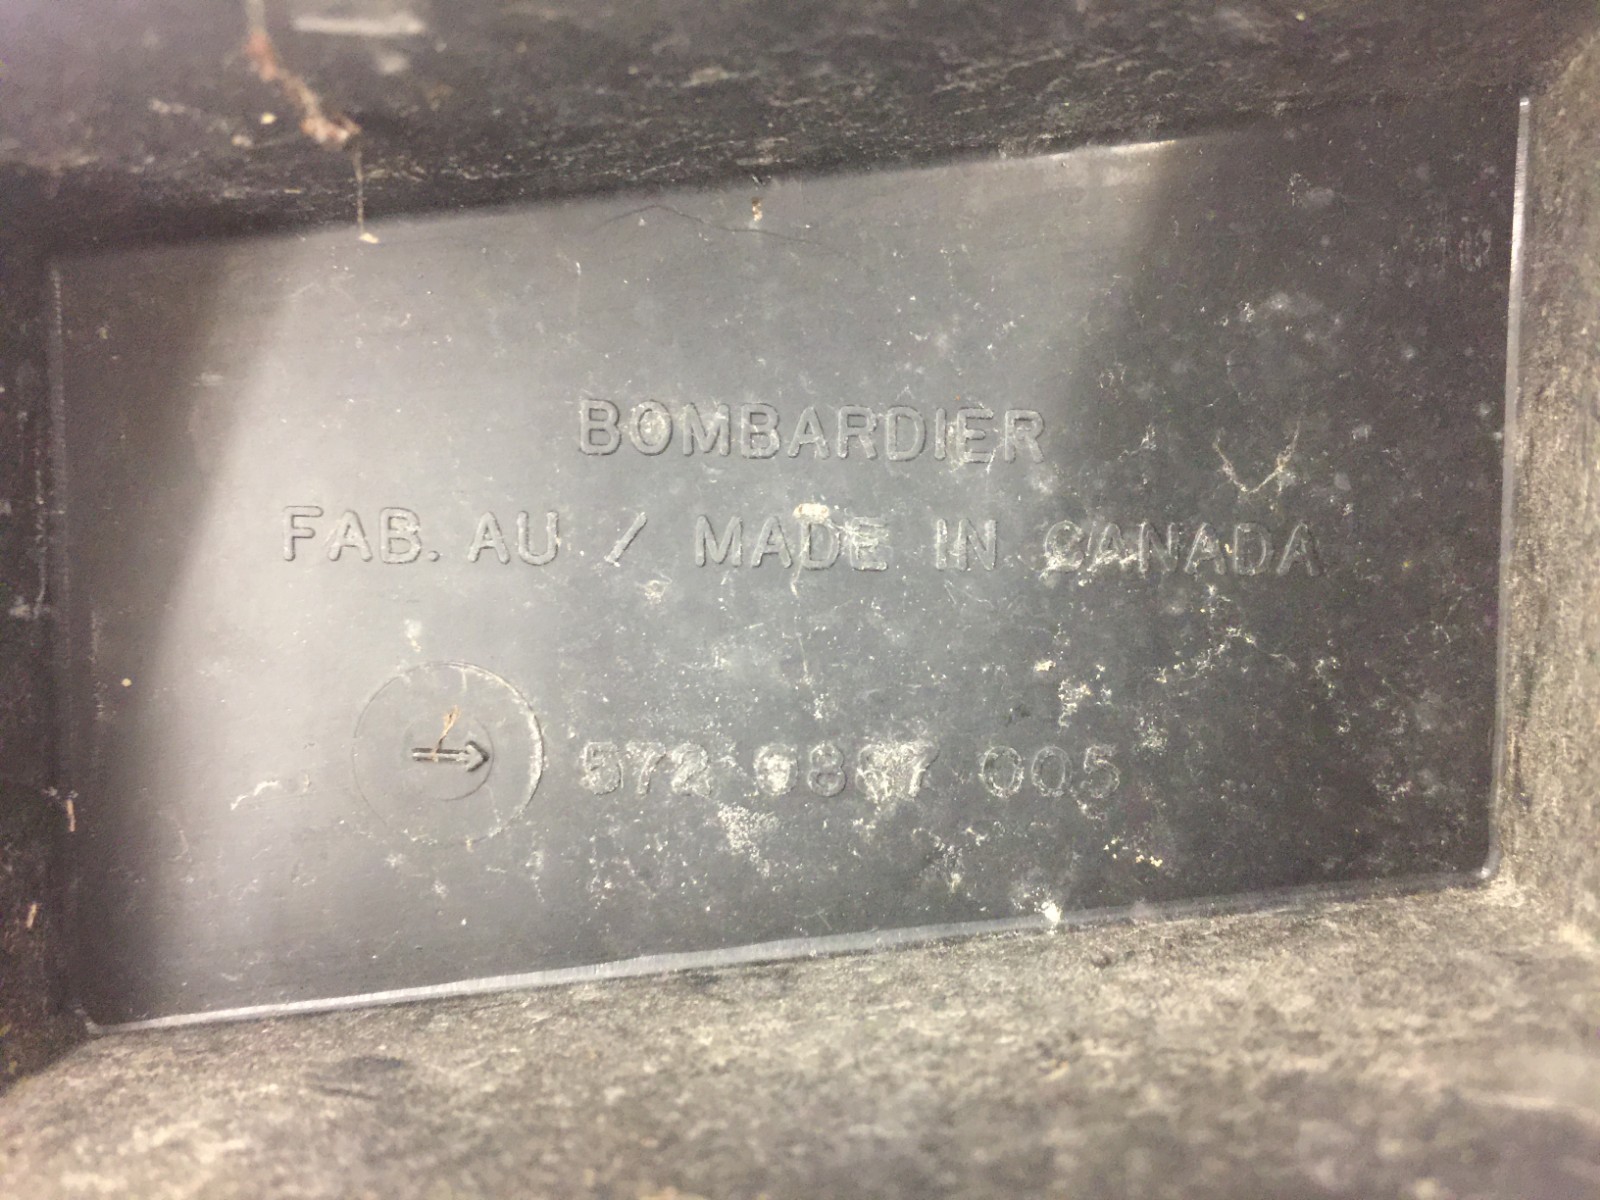 BOMBARDIER
FAB. AU / MADE IN CANADA
572 005